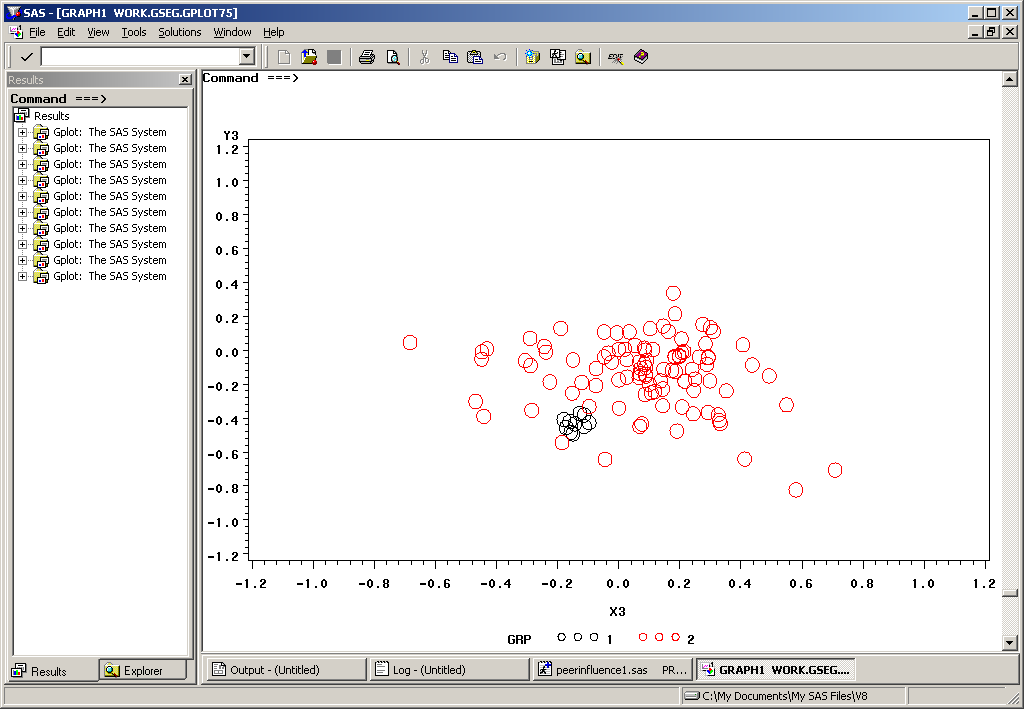 SAS - [GRAPH1 WORK.GSEG.GPLOT75]
File Edit View Tools Solutions Window Help
Results
Command ===>
Results
Gplot: The SAS System
Gplot: The SAS System
Gplot: The SAS System
Gplot: The SAS System
Gplot: The SAS System
Gplot: The SAS System
Gplot: The SAS System
Gplot: The SAS System
Gplot: The SAS System
Gplot: The SAS System
Results Explorer
Command ===>
Y3
1.2
1.0
0.8
0.6
0.4
0.2
0.0
-0.2
-0.4
-0.6
-0.8
-1.0
-1.2
-1.2 -1.0 -0.8 -0.6 -0.4 -0.2 0.0 0.2 0.4 0.6 0.8 1.0 1.2
X3
GRP 1 2
Output - (Untitled) Log - (Untitled) peerinfluence1.sas PR... GRAPH1 WORK.GSEG....
C:\My Documents\My SAS Files\V8